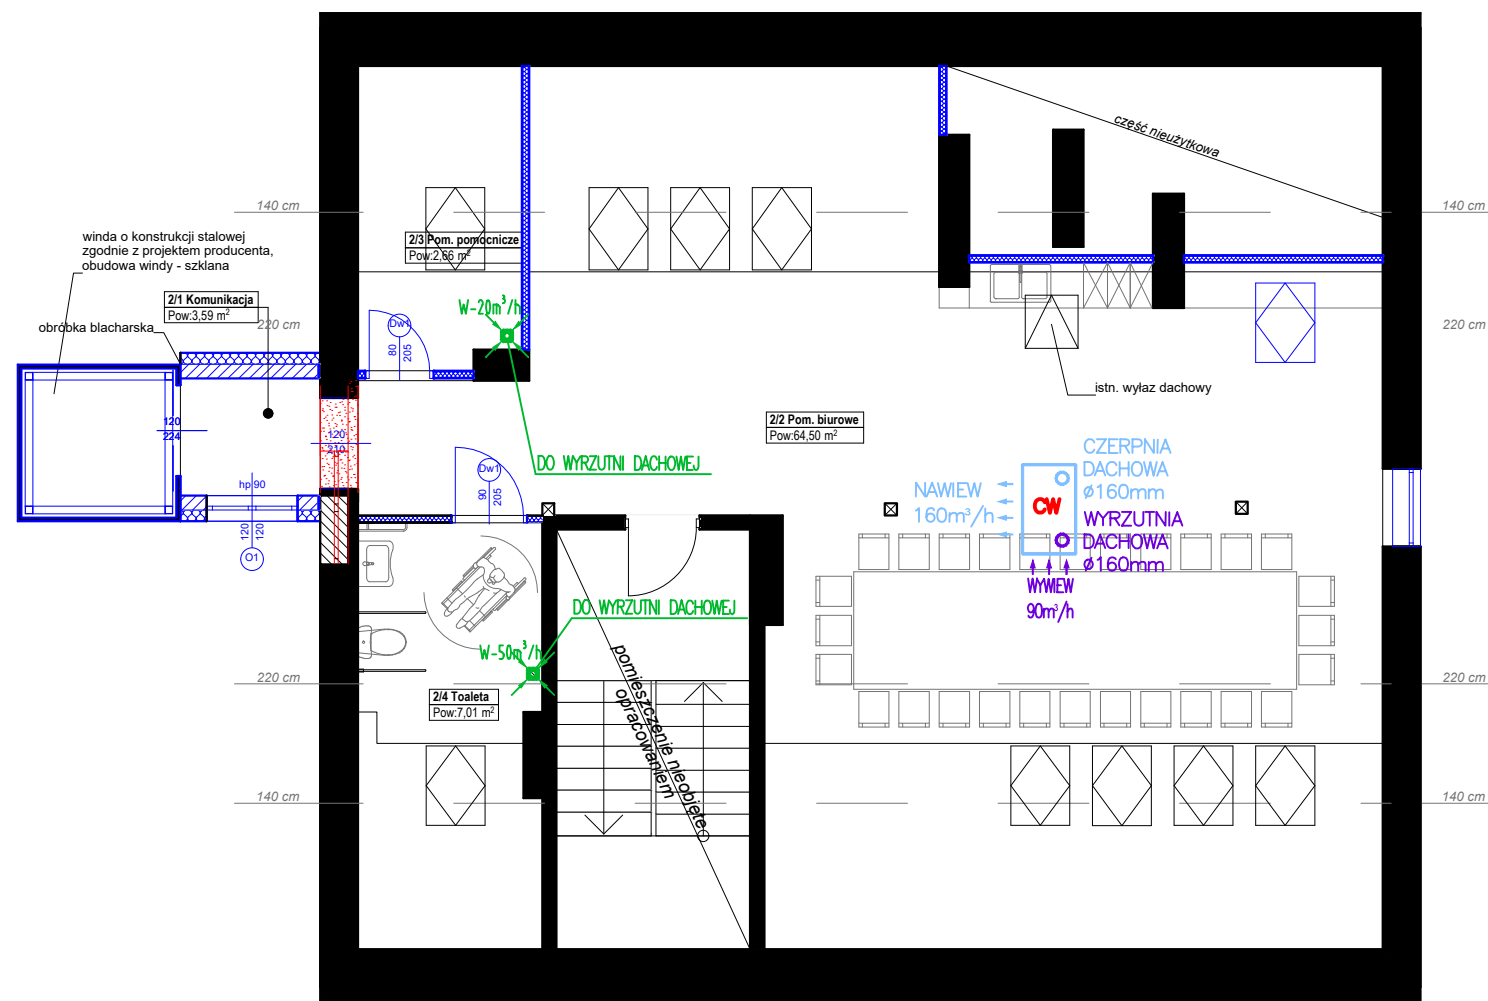 część nieużytkowa
140 cm
140 cm
winda o konstrukcji stalowej
zgodnie z projektem producenta,
obudowa windy - szklana
2/3 Pom. pomocnicze
Pow:2,66 m²
2/1 Komunikacja
Pow:3,59 m²
W-20m³/h
obróbka blacharska
220 cm
220 cm
Dw1
80
205
istn. wyłaz dachowy
2/2 Pom. biurowe
Pow:64,50 m²
120
224
120
210
CZERPNIA
DACHOWA
ø160mm
DO WYRZUTNI DACHOWEJ
Dw1
90
205
hp 90
NAWIEW
160m³/h
CW
WYRZUTNIA
DACHOWA
ø160mm
120
120
O1
WYWIEW
90m³/h
DO WYRZUTNI DACHOWEJ
W-50m³/h
pomieszczenie nieobjęte
opracowaniem
220 cm
220 cm
2/4 Toaleta
Pow:7,01 m²
140 cm
140 cm